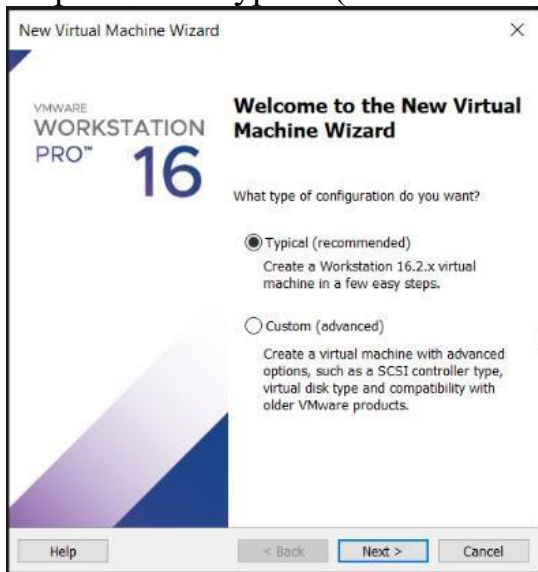 New Virtual Machine Wizard
VMWARE
WORKSTATION
PRO™ 16
Welcome to the New Virtual
Machine Wizard
What type of configuration do you want?
Typical (recommended)
Create a Workstation 16.2.x virtual
machine in a few easy steps.
Custom (advanced)
Create a virtual machine with advanced
options, such as a SCSI controller type,
virtual disk type and compatibility with
older VMware products.
Help
< Back
Next >
Cancel